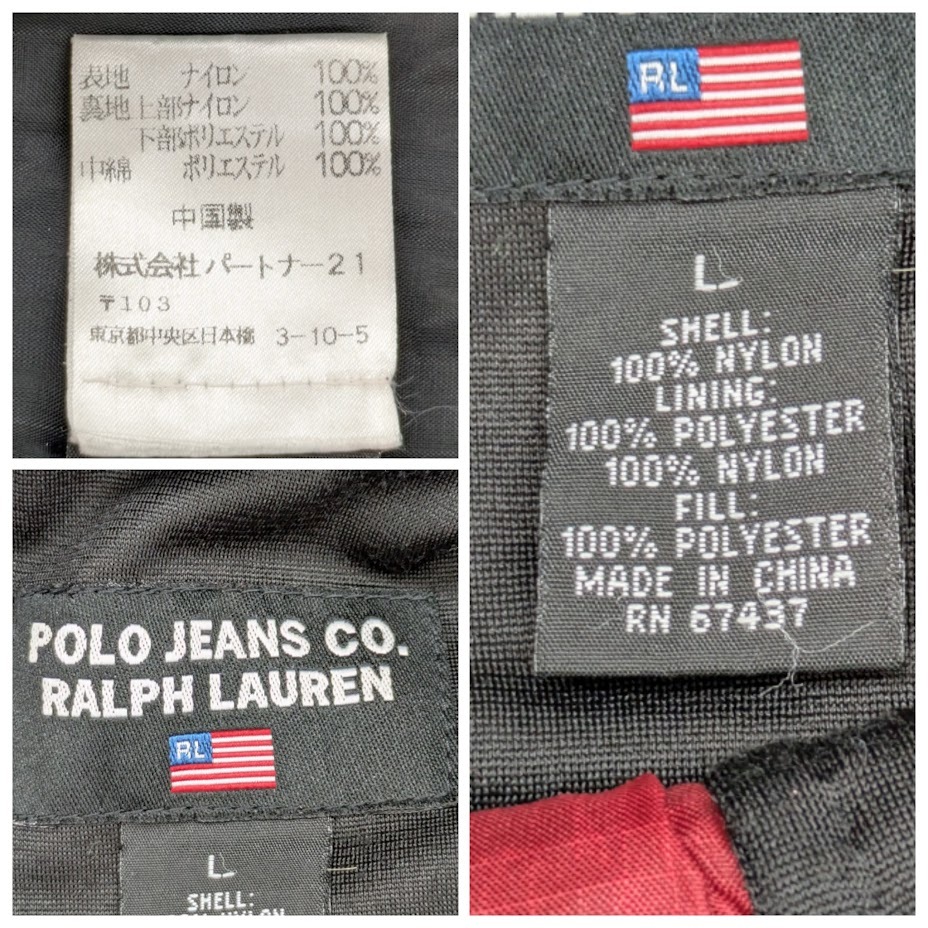 表地 ナイロン 100%
裏地上部ナイロン 100%
下部ポリエステル 100%
中綿 ポリエステル 100%
中国製
株式会社パートナー21
〒103
東京都中央区日本橋 3-10-5
RL
L
SHELL:
100% NYLON
LINING:
100% POLYESTER
100% NYLON
FILL:
100% POLYESTER
MADE IN CHINA
RN 67437
POLO JEANS CO.
RALPH LAUREN
RL
L
SHELL:
100% NYLON